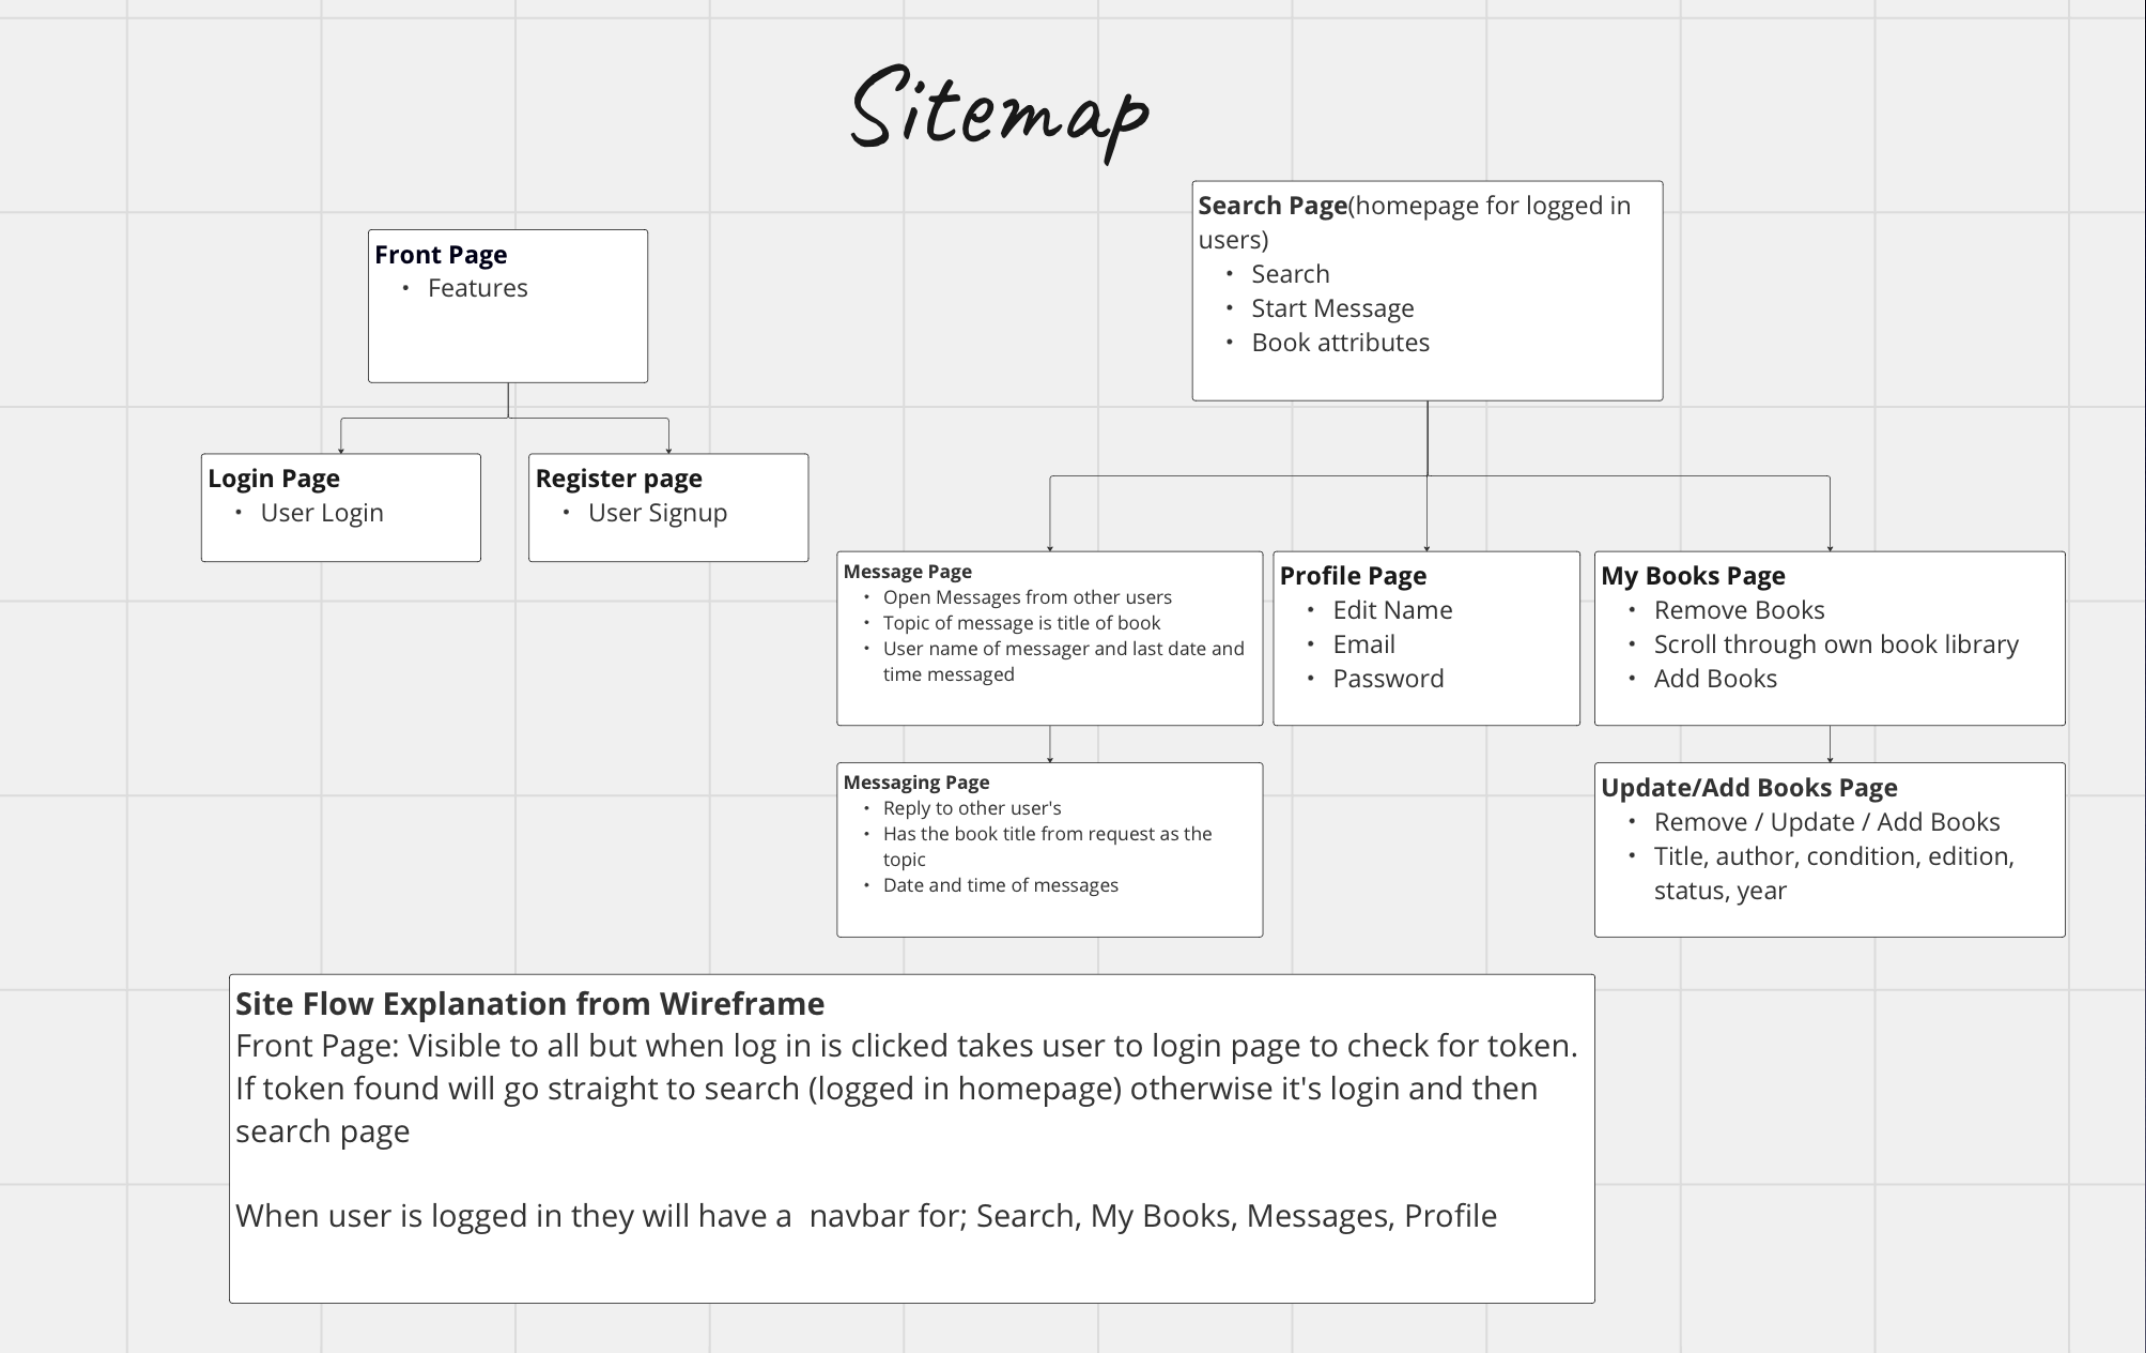 Sitemap
Front Page
• Features
Login Page
• User Login
Register page
• User Signup
Search Page(homepage for logged in
users)
• Search
• Start Message
• Book attributes
Message Page
• Open Messages from other users
• Topic of message is title of book
• User name of messager and last date and
time messaged
Profile Page
• Edit Name
• Email
• Password
My Books Page
• Remove Books
• Scroll through own book library
• Add Books
Messaging Page
• Reply to other user's
• Has the book title from request as the
topic
• Date and time of messages
Update/Add Books Page
• Remove / Update / Add Books
• Title, author, condition, edition,
status, year
Site Flow Explanation from Wireframe
Front Page: Visible to all but when log in is clicked takes user to login page to check for token.
If token found will go straight to search (logged in homepage) otherwise it's login and then
search page
When user is logged in they will have a  navbar for; Search, My Books, Messages, Profile